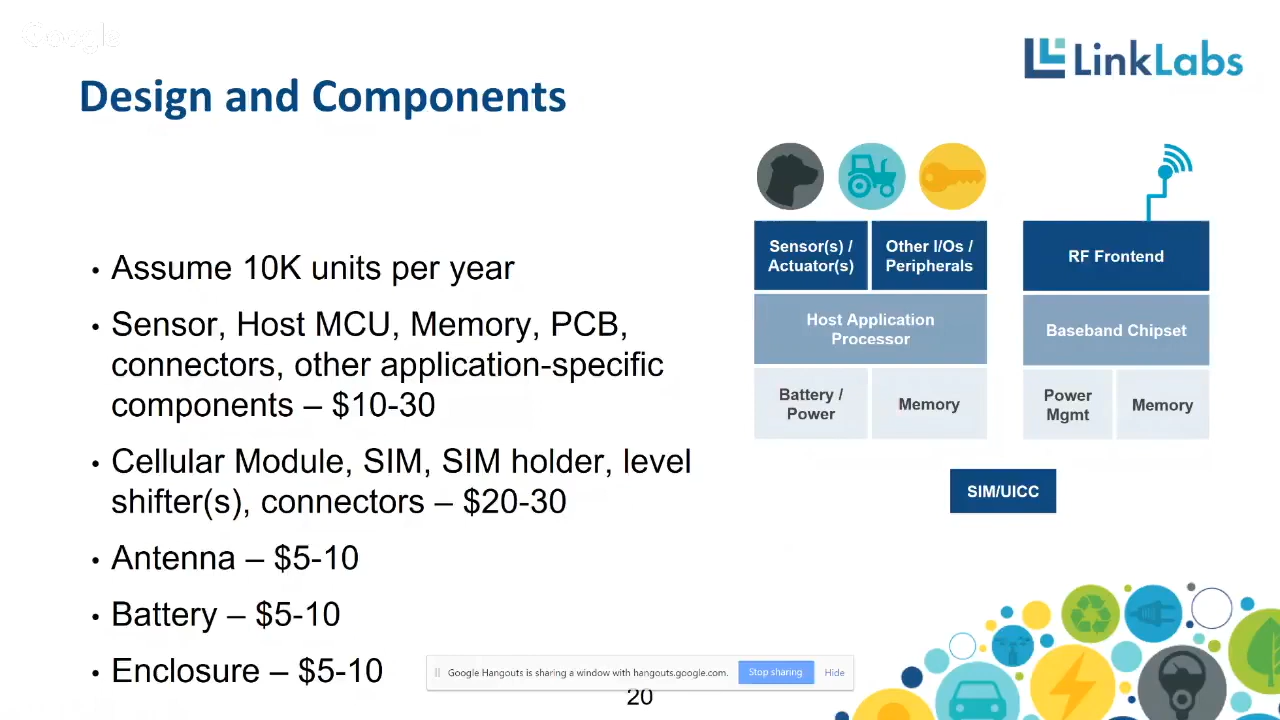 Google
LinkLabs
Design and Components
• Assume 10K units per year
• Sensor, Host MCU, Memory, PCB,
connectors, other application-specific
components – $10-30
• Cellular Module, SIM, SIM holder, level
shifter(s), connectors – $20-30
• Antenna – $5-10
• Battery – $5-10
• Enclosure – $5-10
Sensor(s) /
Actuator(s)
Other I/Os /
Peripherals
Host Application
Processor
Battery /
Power
Memory
RF Frontend
Baseband Chipset
Power
Mgmt
Memory
SIM/UICC
Google Hangouts is sharing a window with hangouts.google.com.
Stop sharing
Hide
20